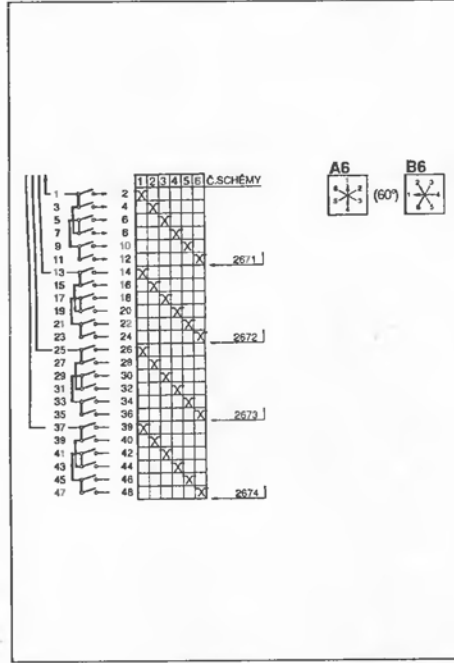 A6 B6
1 2 3 4 5 6 Č.SCHÉMY
(60°)
1 2 X
3 4 X
5 6 X
7 8 X
9 10 X
11 12 X 2671
13 14 X
15 16 X
17 18 X
19 20 X
21 22 X
23 24 X 2672
25 26 X
27 28 X
29 30 X
31 32 X
33 34 X
35 36 X 2673
37 39 X
39 40 X
41 42 X
43 44 X
45 46 X
47 48 X 2674